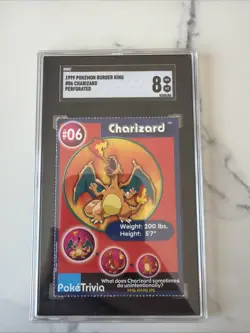 SGC
1999 POKEMON BURGER KING
#06 CHARIZARD
PERFORATED
8
#06
Charizard
Weight: 200 lbs.
Height: 5'7"
What does Charizard sometimes
do unintentionally?
PokéTrivia